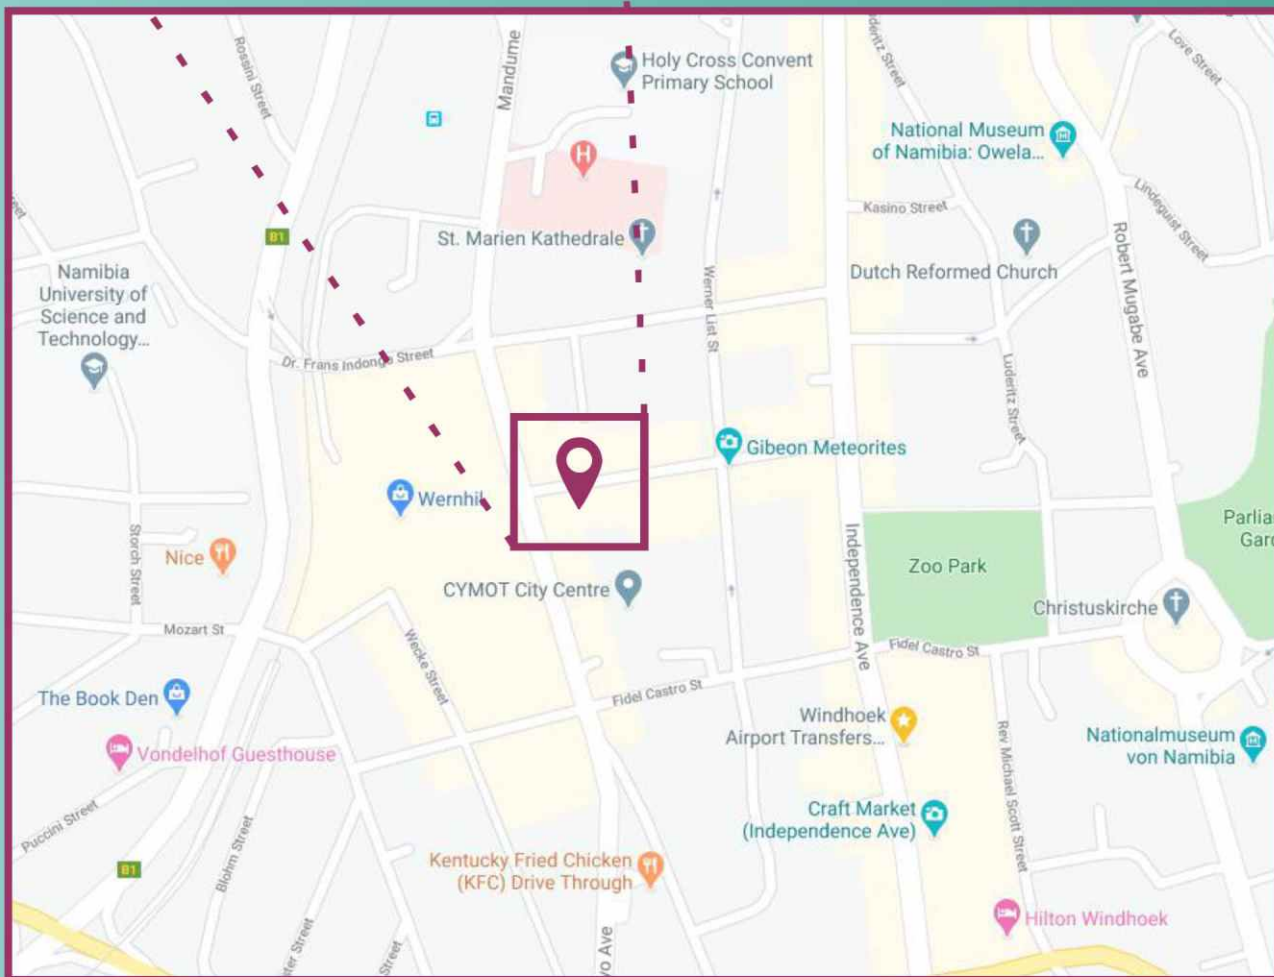 Rossini Street
Mandume
Holy Cross Convent
Primary School
Love Street
National Museum
of Namibia: Owela...
H
Kasino Street
Lindequist Street
B1
St. Marien Kathedrale
Dutch Reformed Church
Robert Mugabe Ave
Namibia
University of
Science and
Technology...
Werner List St
Dr. Frans Indongo Street
Luderitz Street
Gibeon Meteorites
Wernhil
Storch Street
Nice
Independence Ave
Zoo Park
CYMOT City Centre
Christuskirche
Mozart St
Wecke Street
Fidel Castro St
Fidel Castro St
The Book Den
Vondelhof Guesthouse
Windhoek
Airport Transfers...
Rev. Michael Scott Street
Nationalmuseum
von Namibia
Puccini Street
Blohm Street
Craft Market
(Independence Ave)
B1
Kentucky Fried Chicken
(KFC) Drive Through
Hilton Windhoek
Street